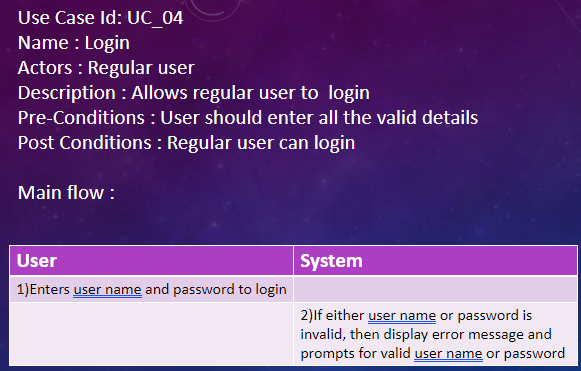 Use Case Id: UC_04
Name : Login
Actors : Regular user
Description : Allows regular user to  login
Pre-Conditions : User should enter all the valid details
Post Conditions : Regular user can login
Main flow :
User
System
1)Enters user name and password to login
2)If either user name or password is
invalid, then display error message and
prompts for valid user name or password